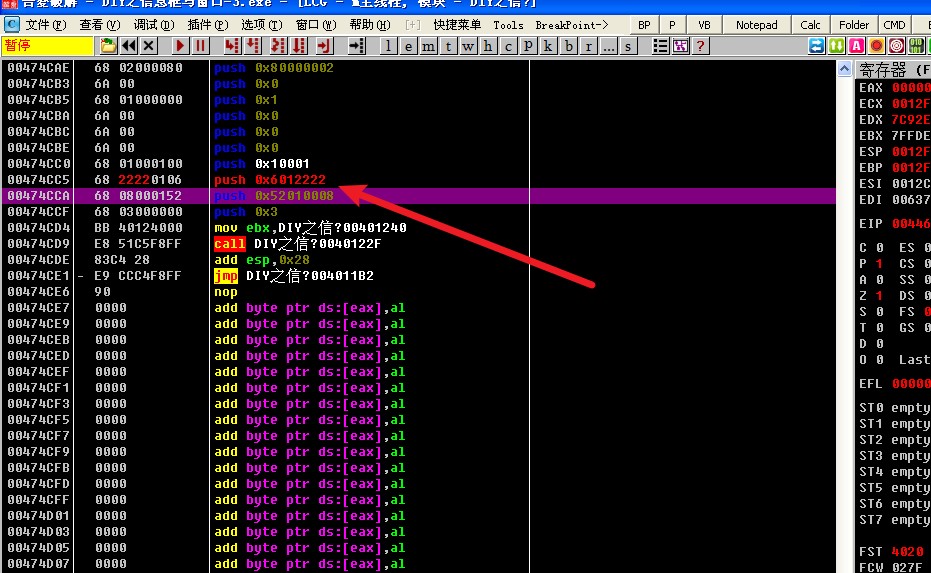 吾爱破解 - DIY之信息框与窗口-3.exe - [LCG - 主线程, 模块 - DIY之信?]
文件(F) 查看(V) 调试(D) 插件(P) 选项(T) 窗口(W) 帮助(H) [+] 快捷菜单 Tools BreakPoint-> BP P VB Notepad Calc Folder CMD
暂停 l e m t w h c p k b r ... s ?
00474CAE 68 02000080 push 0x80000002
00474CB3 6A 00 push 0x0
00474CB5 68 01000000 push 0x1
00474CBA 6A 00 push 0x0
00474CBC 6A 00 push 0x0
00474CBE 6A 00 push 0x0
00474CC0 68 01000100 push 0x10001
00474CC5 68 22220106 push 0x6012222
00474CCA 68 08000152 push 0x52010008
00474CCF 68 03000000 push 0x3
00474CD4 BB 40124000 mov ebx,DIY之信?00401240
00474CD9 E8 51C5F8FF call DIY之信?0040122F
00474CDE 83C4 28 add esp,0x28
00474CE1 - E9 CCC4F8FF jmp DIY之信?004011B2
00474CE6 90 nop
00474CE7 0000 add byte ptr ds:[eax],al
00474CE9 0000 add byte ptr ds:[eax],al
00474CEB 0000 add byte ptr ds:[eax],al
00474CED 0000 add byte ptr ds:[eax],al
00474CEF 0000 add byte ptr ds:[eax],al
00474CF1 0000 add byte ptr ds:[eax],al
00474CF3 0000 add byte ptr ds:[eax],al
00474CF5 0000 add byte ptr ds:[eax],al
00474CF7 0000 add byte ptr ds:[eax],al
00474CF9 0000 add byte ptr ds:[eax],al
00474CFB 0000 add byte ptr ds:[eax],al
00474CFD 0000 add byte ptr ds:[eax],al
00474CFF 0000 add byte ptr ds:[eax],al
00474D01 0000 add byte ptr ds:[eax],al
00474D03 0000 add byte ptr ds:[eax],al
00474D05 0000 add byte ptr ds:[eax],al
00474D07 0000 add byte ptr ds:[eax],al
寄存器 (F
EAX 00000
ECX 0012F
EDX 7C92E
EBX 7FFDE
ESP 0012F
EBP 0012F
ESI 0012C
EDI 00637
EIP 00446
C 0 ES 0
P 1 CS 0
A 0 SS 0
Z 1 DS 0
S 0 FS 0
T 0 GS 0
D 0
O 0 Last
EFL 00000
ST0 empty
ST1 empty
ST2 empty
ST3 empty
ST4 empty
ST5 empty
ST6 empty
ST7 empty
FST 4020
FCW 027F